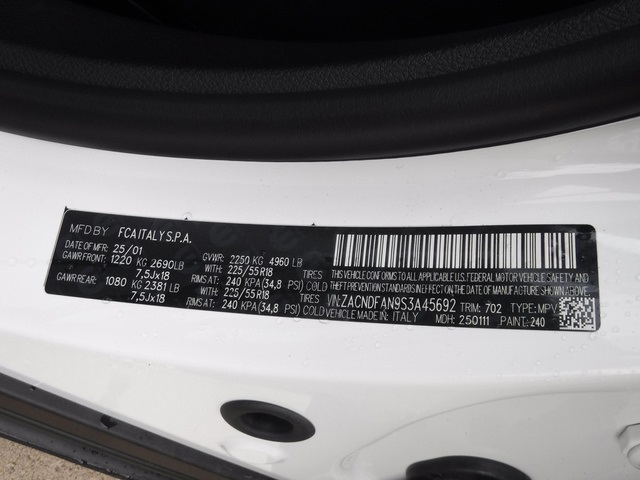 MFD BY FCA ITALY S.P.A.
DATE OF MFR: 25/01 GVWR: 2250 KG 4960 LB
GAWR FRONT: 1220 KG 2690LB WITH: 225/55R18 TIRES
7,5Jx18 RIMS AT: 240 KPA(34,8 PSI) COLD
GAWR REAR: 1080 KG 2381 LB WITH: 225/55R18 TIRES
7,5Jx18 RIMS AT: 240 KPA(34,8 PSI) COLD
THIS VEHICLE CONFORMS TO ALL APPLICABLE U.S. FEDERAL MOTOR VEHICLE SAFETY,
BUMPER, AND THEFT PREVENTION STANDARDS IN EFFECT ON THE DATE OF MANUFACTURE SHOWN ABOVE
VIN: ZACNDFAN9S3A45692 TRIM: 702 TYPE: MPV
VEHICLE MADE IN: ITALY MDH: 250111 PAINT: 240